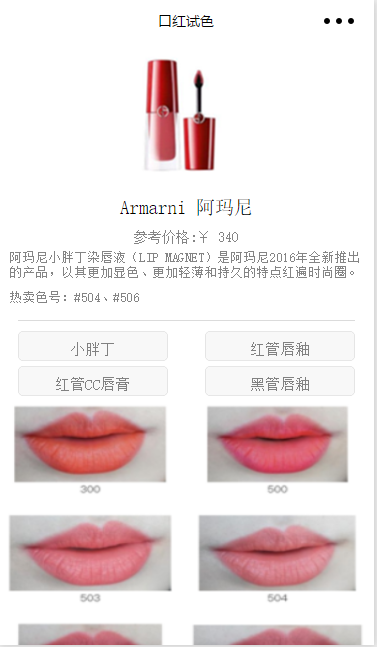 口红试色
Armarni 阿玛尼
参考价格:￥ 340
阿玛尼小胖丁染唇液（LIP MAGNET）是阿玛尼2016年全新推出
的产品，以其更加显色、更加轻薄和持久的特点红遍时尚圈。
热卖色号：#504、#506
小胖丁 红管唇釉
红管CC唇膏 黑管唇釉
300 500
503 504